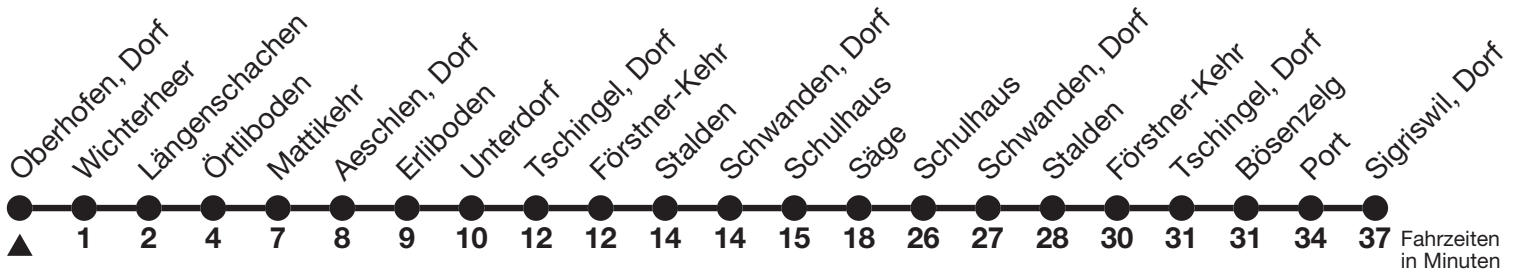 Oberhofen, Dorf
Wichterheer
Längenschachen
Örtliboden
Mattikehr
Aeschlen, Dorf
Erliboden
Unterdorf
Tschingel, Dorf
Förstner-Kehr
Stalden
Schwanden, Dorf
Schulhaus
Säge
Schulhaus
Schwanden, Dorf
Stalden
Förstner-Kehr
Tschingel, Dorf
Bösenzelg
Port
Sigriswil, Dorf
1 2 4 7 8 9 10 12 12 14 14 15 18 26 27 28 30 31 31 34 37 Fahrzeiten
in Minuten